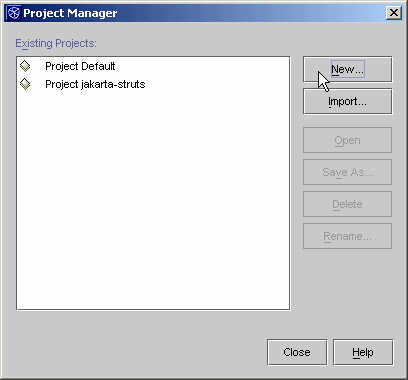 Project Manager
Existing Projects:
Project Default
Project jakarta-struts
New...
Import...
Open
Save As...
Delete
Rename...
Close
Help